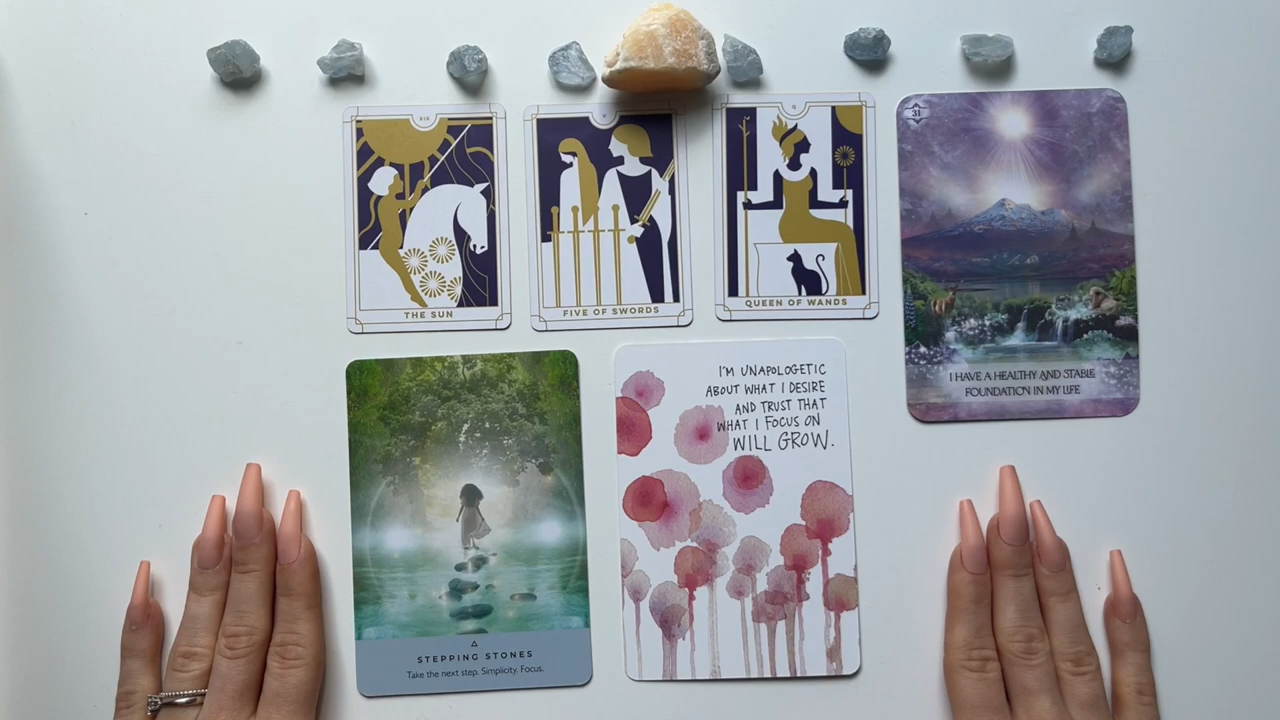 XIX
THE SUN
V
FIVE OF SWORDS
Q
QUEEN OF WANDS
31
I HAVE A HEALTHY AND STABLE
FOUNDATION IN MY LIFE
STEPPING STONES
Take the next step. Simplicity. Focus.
I'M UNAPOLOGETIC
ABOUT WHAT I DESIRE
AND TRUST THAT
WHAT I FOCUS ON
WILL GROW.